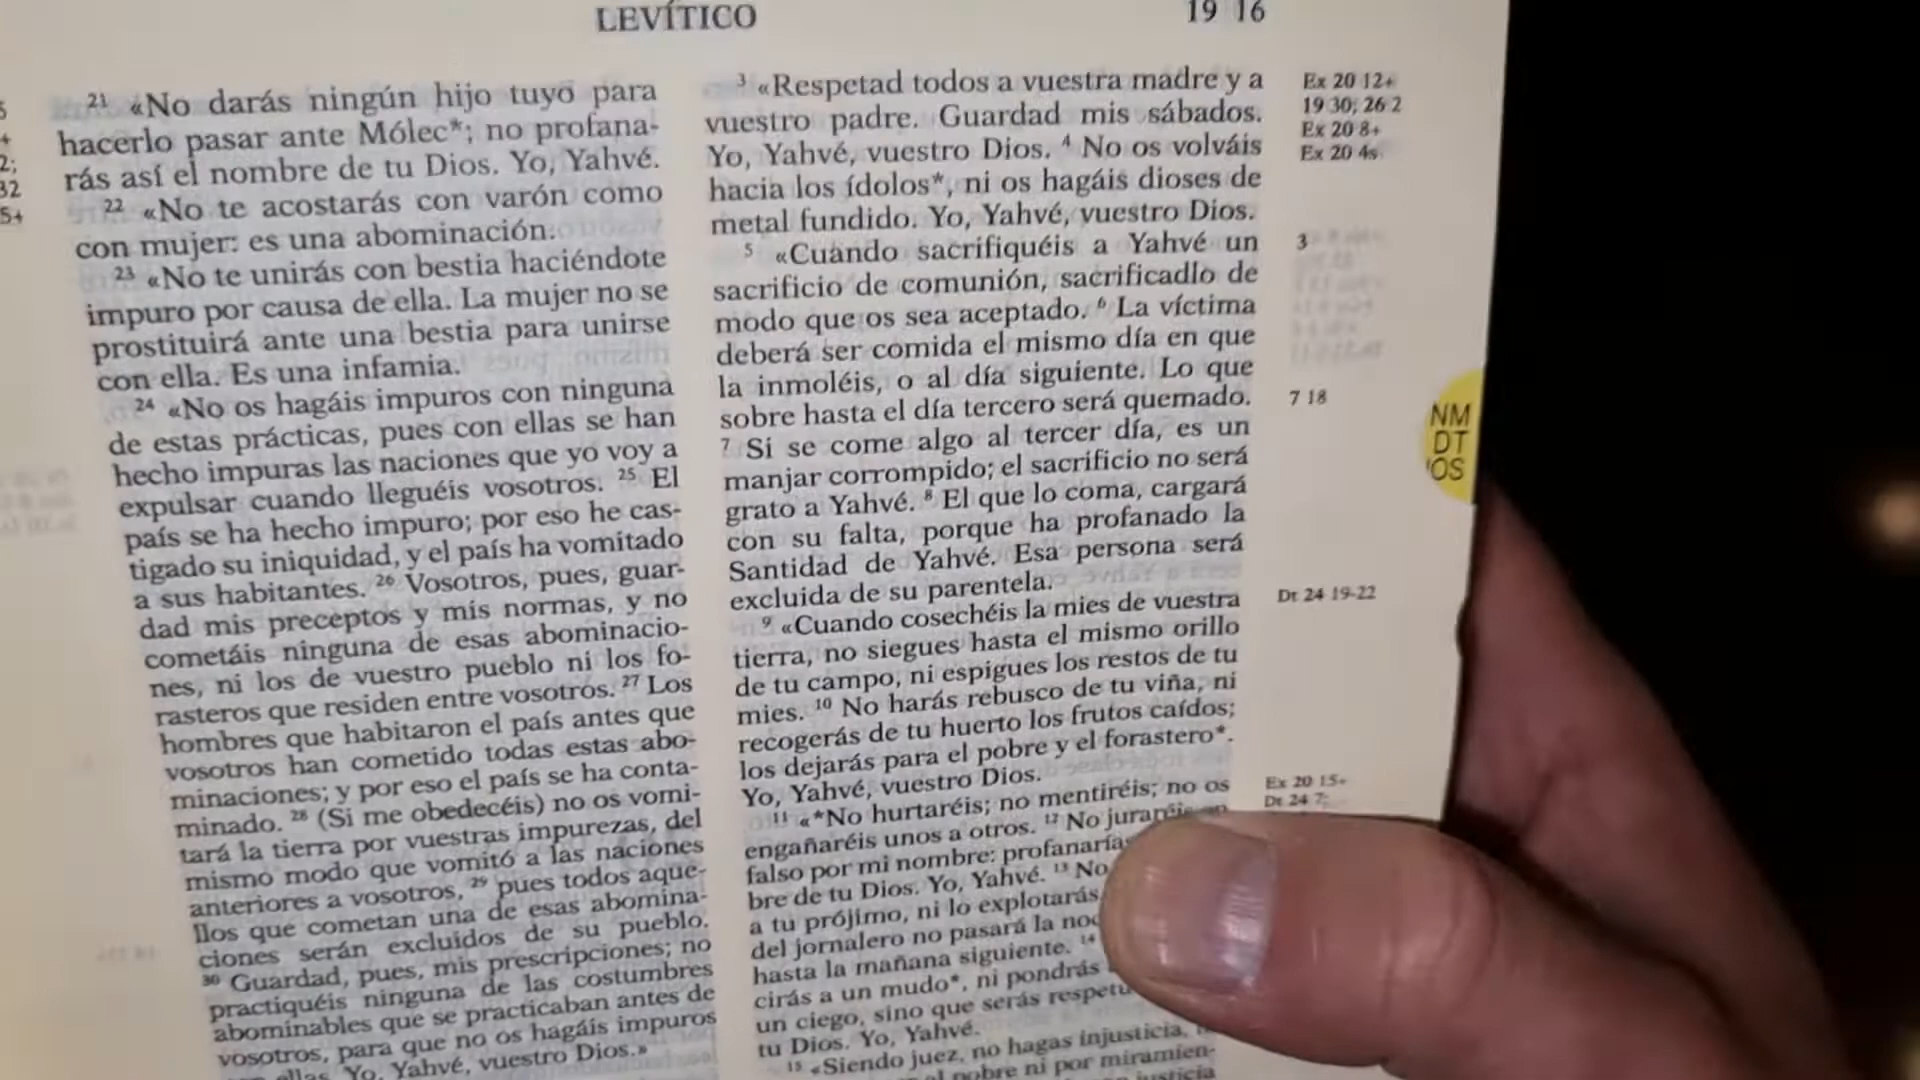 LEVÍTICO
19 16
21 «No darás ningún hijo tuyo para
hacerlo pasar ante Mólec*; no profana-
rás así el nombre de tu Dios. Yo, Yahvé.
22 «No te acostarás con varón como
con mujer: es una abominación.
23 «No te unirás con bestia haciéndote
impuro por causa de ella. La mujer no se
prostituirá ante una bestia para unirse
con ella. Es una infamia.
24 «No os hagáis impuros con ninguna
de estas prácticas, pues con ellas se han
hecho impuras las naciones que yo voy a
expulsar cuando lleguéis vosotros. 25 El
país se ha hecho impuro; por eso he cas-
tigado su iniquidad, y el país ha vomitado
a sus habitantes. 26 Vosotros, pues, guar-
dad mis preceptos y mis normas, y no
cometáis ninguna de esas abominacio-
nes, ni los de vuestro pueblo ni los fo-
rasteros que residen entre vosotros. 27 Los
hombres que habitaron el país antes que
vosotros han cometido todas estas abo-
minaciones; y por eso el país se ha conta-
minado. 28 (Si me obedecéis) no os vomi-
tará la tierra por vuestras impurezas, del
mismo modo que vomitó a las naciones
anteriores a vosotros, 29 pues todos aque-
llos que cometan una de esas abomina-
ciones serán excluidos de su pueblo.
30 Guardad, pues, mis prescripciones; no
practiquéis ninguna de las costumbres
abominables que se practicaban antes de
vosotros, para que no os hagáis impuros
ellas. Yo, Yahvé, vuestro Dios.»
3 «Respetad todos a vuestra madre y a
vuestro padre. Guardad mis sábados.
Yo, Yahvé, vuestro Dios. 4 No os volváis
hacia los ídolos*, ni os hagáis dioses de
metal fundido. Yo, Yahvé, vuestro Dios.
5 «Cuando sacrifiquéis a Yahvé un
sacrificio de comunión, sacrificadlo de
modo que os sea aceptado. 6 La víctima
deberá ser comida el mismo día en que
la inmoléis, o al día siguiente. Lo que
sobre hasta el día tercero será quemado.
7 Si se come algo al tercer día, es un
manjar corrompido; el sacrificio no será
grato a Yahvé. 8 El que lo coma, cargará
con su falta, porque ha profanado la
Santidad de Yahvé. Esa persona será
excluida de su parentela.
9 «Cuando cosechéis la mies de vuestra
tierra, no siegues hasta el mismo orillo
de tu campo, ni espigues los restos de tu
mies. 10 No harás rebusco de tu viña, ni
recogerás de tu huerto los frutos caídos;
los dejarás para el pobre y el forastero*.
Yo, Yahvé, vuestro Dios.
11 «*No hurtaréis; no mentiréis; no os
engañaréis unos a otros. 12 No juraréis en
falso por mi nombre: profanarías
bre de tu Dios. Yo, Yahvé. 13 No
a tu prójimo, ni lo explotarás
del jornalero no pasará la noc
hasta la mañana siguiente. 14
cirás a un mudo*, ni pondrás
un ciego, sino que serás respetu
tu Dios. Yo, Yahvé.
15 «Siendo juez, no hagas injusticia,
pobre ni por miramien-
justicia
Ex 20 12+
19 30; 26 2
Ex 20 8+
Ex 20 4s
3
7 18
Dt 24 19-22
Ex 20 15+
Dt 24 7;
NM
DT
OS
5
+
2;
32
5+